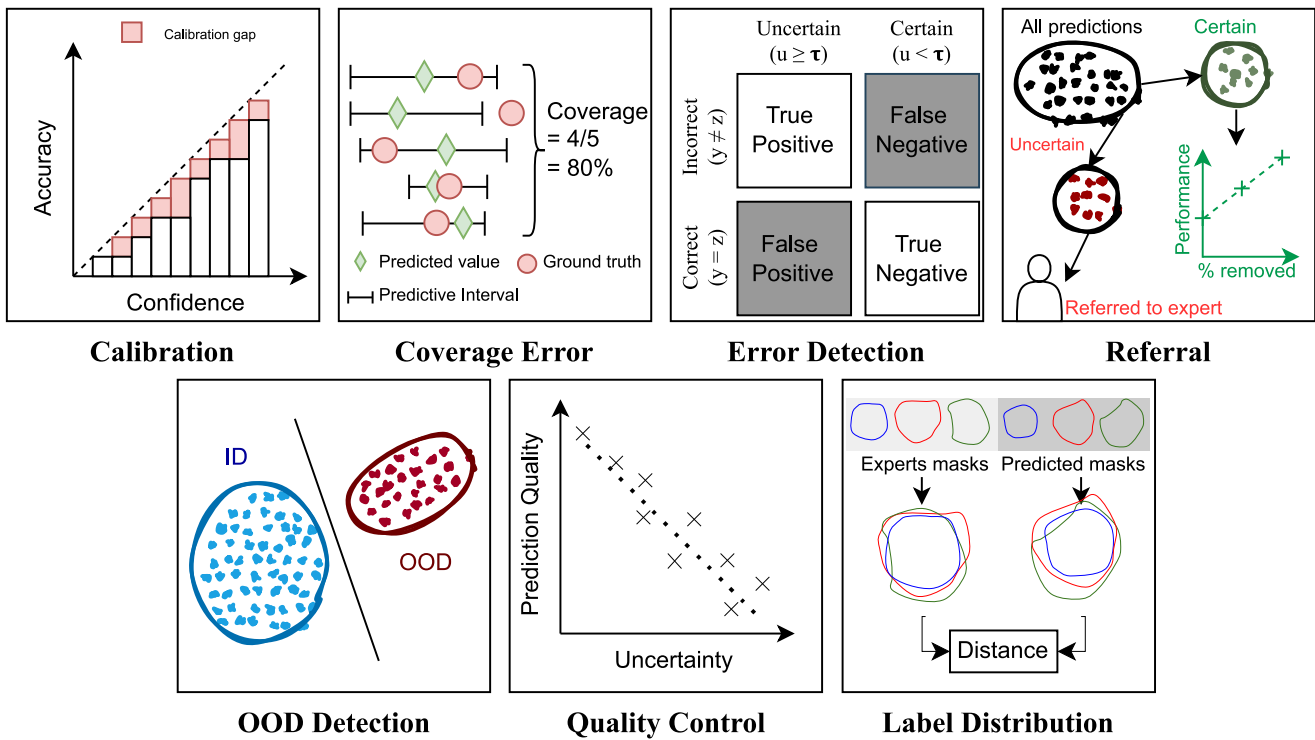 Calibration gap
Accuracy
Confidence
Calibration
Coverage
= 4/5
= 80%
Predicted value
Ground truth
Predictive Interval
Coverage Error
Uncertain
(u ≥ τ)
Certain
(u < τ)
Incorrect
(y ≠ z)
True
Positive
False
Negative
Correct
(y = z)
False
Positive
True
Negative
Error Detection
All predictions
Certain
Uncertain
Performance
% removed
Referred to expert
Referral
ID
OOD
OOD Detection
Prediction Quality
Uncertainty
Quality Control
Experts masks
Predicted masks
Distance
Label Distribution